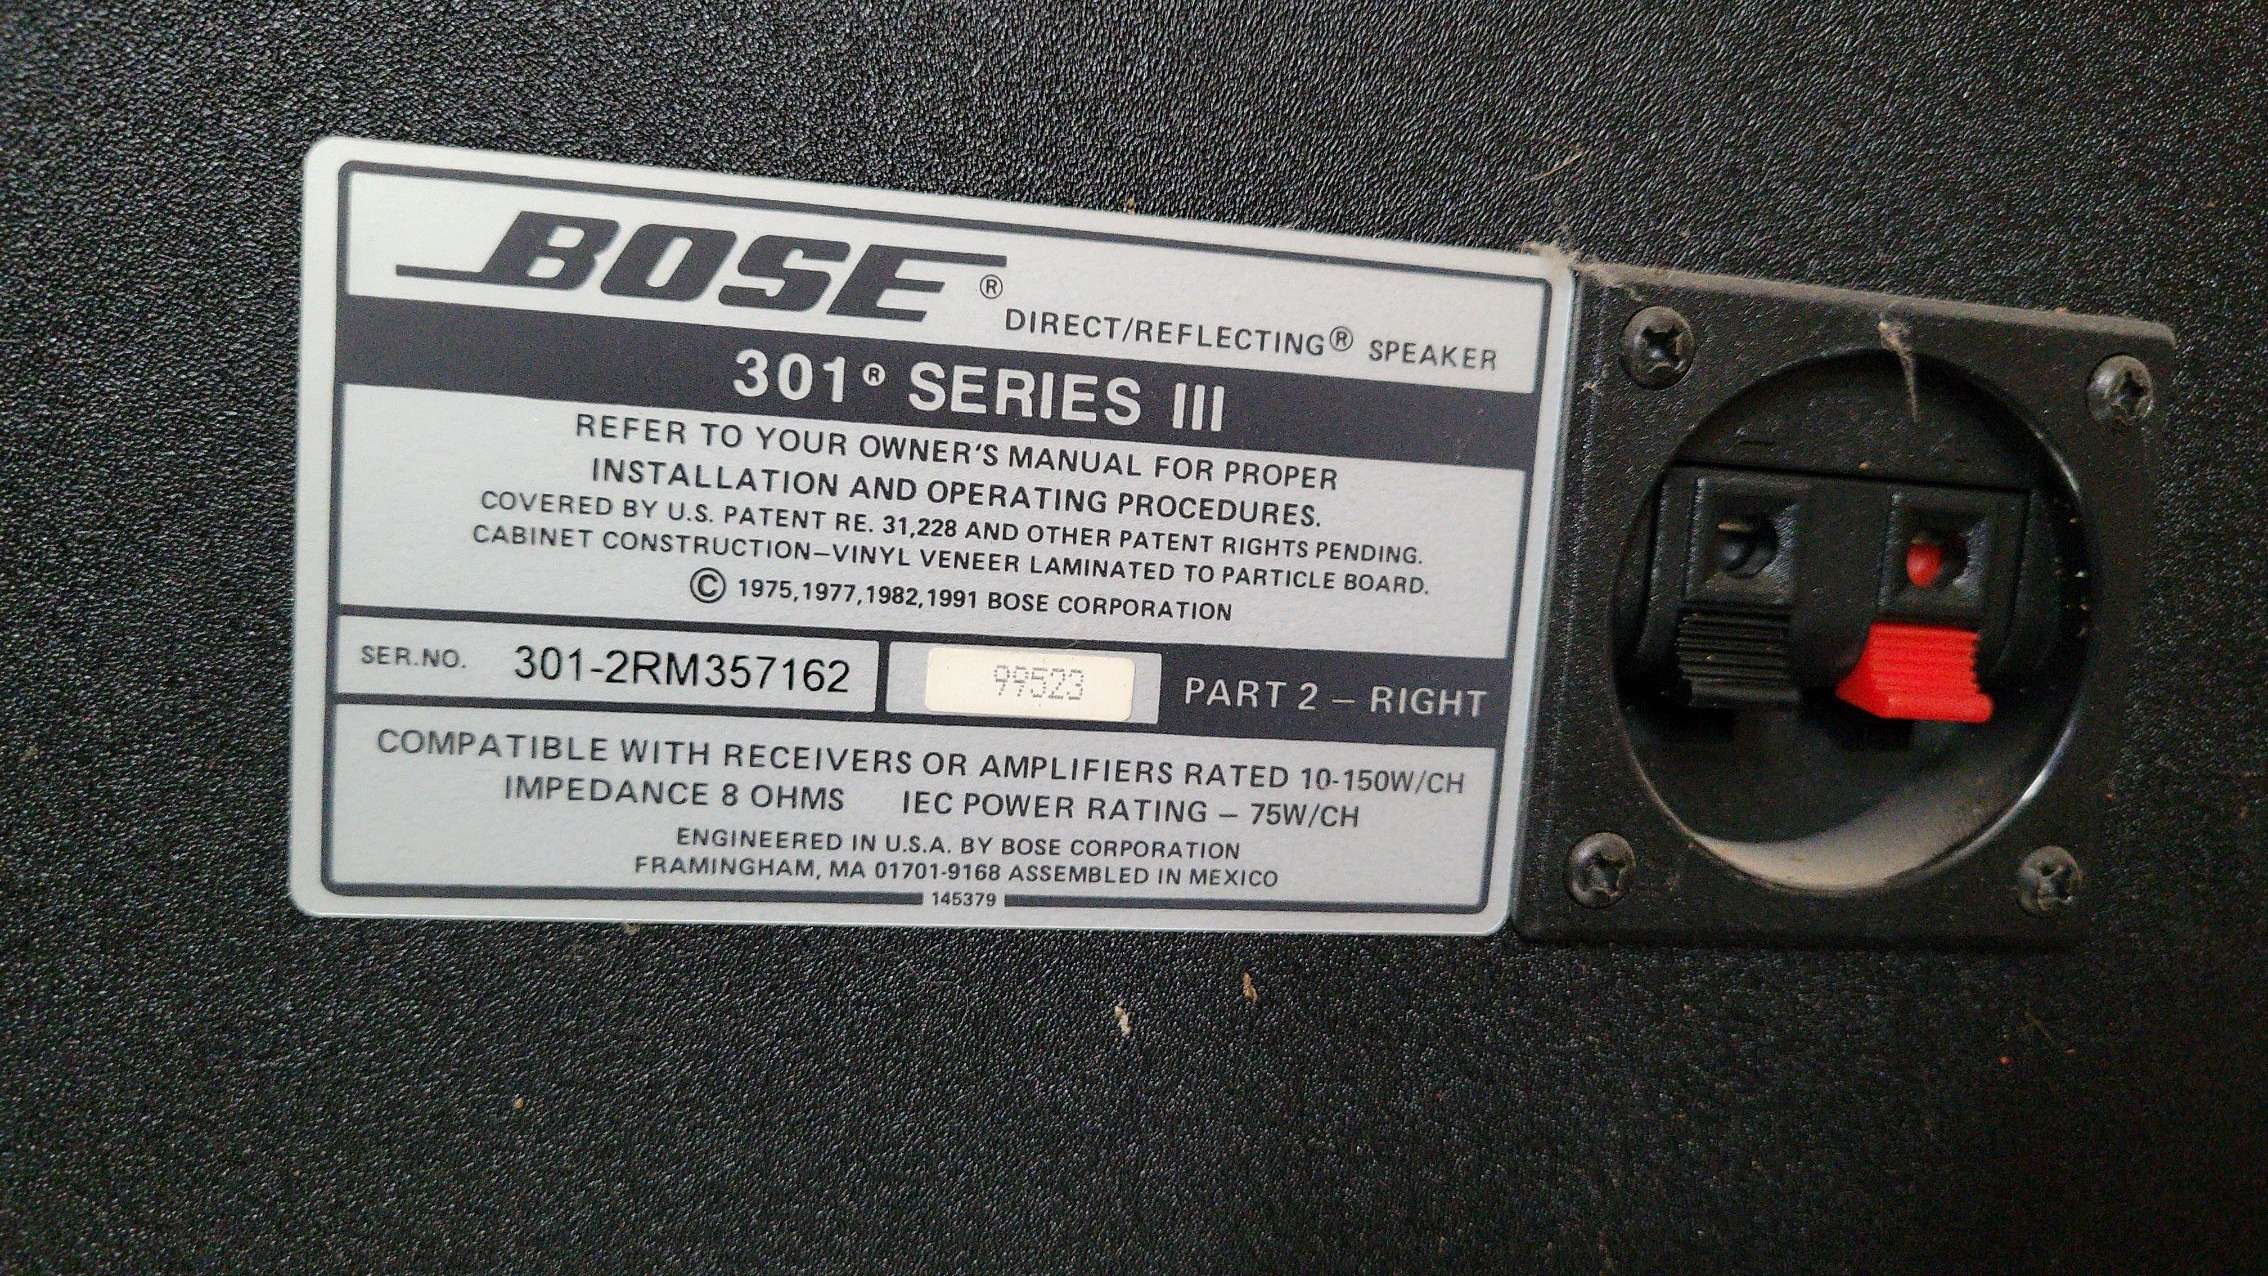 BOSE® DIRECT/REFLECTING® SPEAKER
301® SERIES III
REFER TO YOUR OWNER'S MANUAL FOR PROPER
INSTALLATION AND OPERATING PROCEDURES.
COVERED BY U.S. PATENT RE. 31,228 AND OTHER PATENT RIGHTS PENDING.
CABINET CONSTRUCTION—VINYL VENEER LAMINATED TO PARTICLE BOARD.
© 1975,1977,1982,1991 BOSE CORPORATION
SER.NO. 301-2RM357162 99523 PART 2 – RIGHT
COMPATIBLE WITH RECEIVERS OR AMPLIFIERS RATED 10-150W/CH
IMPEDANCE 8 OHMS IEC POWER RATING – 75W/CH
ENGINEERED IN U.S.A. BY BOSE CORPORATION
FRAMINGHAM, MA 01701-9168 ASSEMBLED IN MEXICO
145379